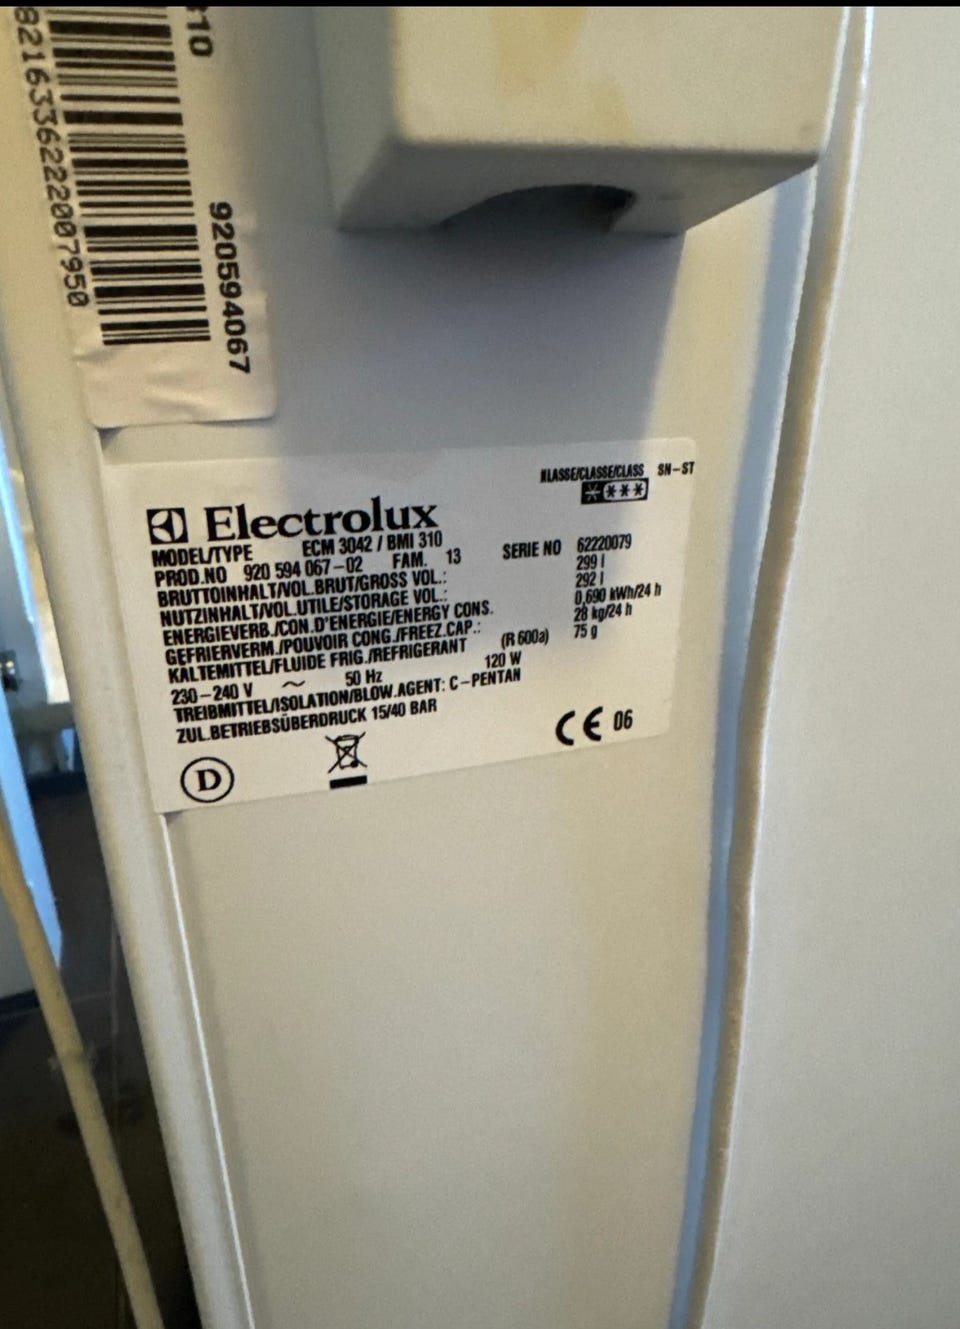 310
82163362220079​50
920594067
KLASSE/CLASSE/CLASS SN-ST
Electrolux
MODEL/TYPE ECM 3042 / BMI 310
PROD.NO 920 594 067-02 FAM. 13 SERIE NO 62220079
BRUTTOINHALT/VOL.BRUT/GROSS VOL.: 299 l
NUTZINHALT/VOL.UTILE/STORAGE VOL.: 292 l
ENERGIEVERB./CON.D'ENERGIE/ENERGY CONS. 0,690 kWh/24 h
GEFRIERVERM./POUVOIR CONG./FREEZ.CAP.: 28 kg/24 h
KÄLTEMITTEL/FLUIDE FRIG./REFRIGERANT (R 600a) 75 g
230-240 V ~ 50 Hz 120 W
TREIBMITTEL/ISOLATION/BLOW.AGENT: C-PENTAN
ZUL.BETRIEBSÜBERDRUCK 15/40 BAR
D
CE 06